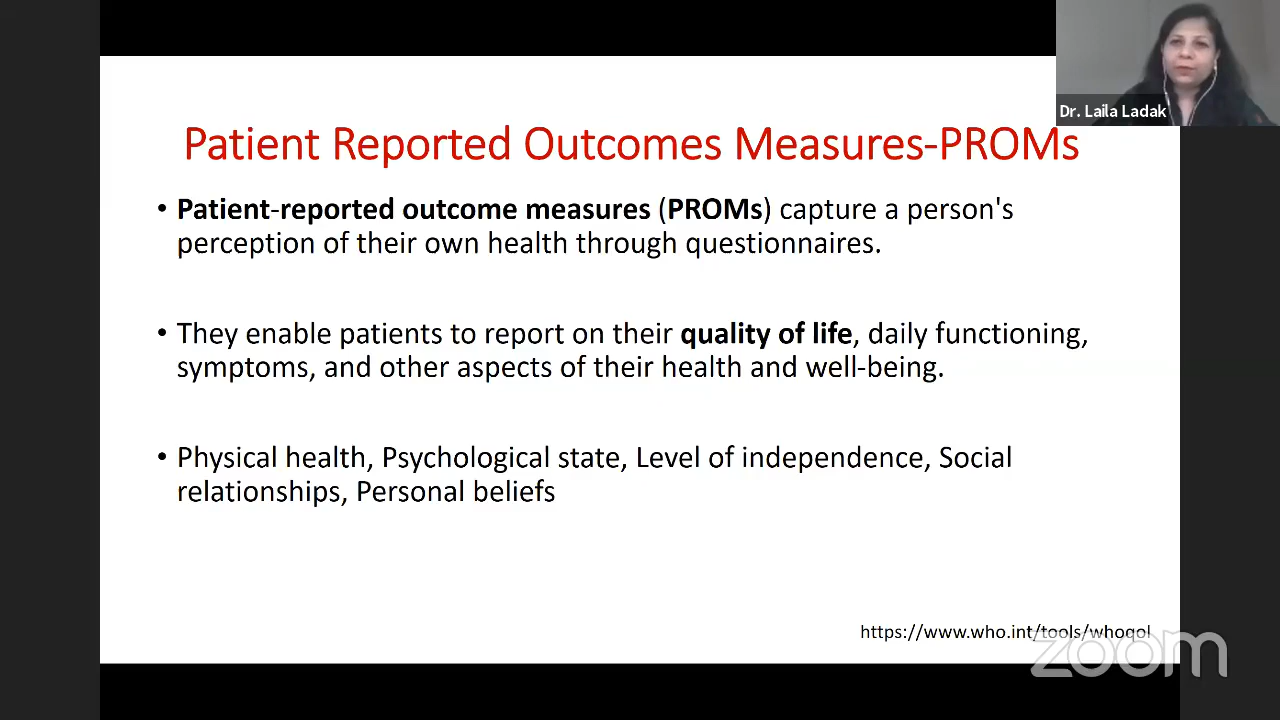 Dr. Laila Ladak
Patient Reported Outcomes Measures-PROMs
• Patient-reported outcome measures (PROMs) capture a person's
perception of their own health through questionnaires.
• They enable patients to report on their quality of life, daily functioning,
symptoms, and other aspects of their health and well-being.
• Physical health, Psychological state, Level of independence, Social
relationships, Personal beliefs
https://www.who.int/tools/whoqol
zoom